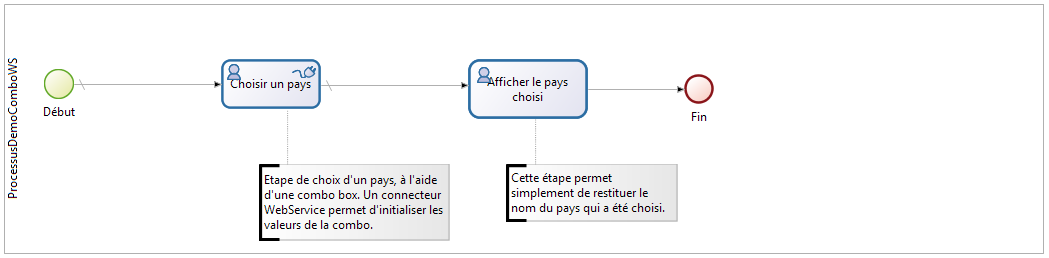 ProcessusDemoComboWS
Début
Choisir un pays
Afficher le pays
choisi
Fin
Etape de choix d'un pays, à l'aide
d'une combo box. Un connecteur
WebService permet d'initialiser les
valeurs de la combo.
Cette étape permet
simplement de restituer le
nom du pays qui a été choisi.